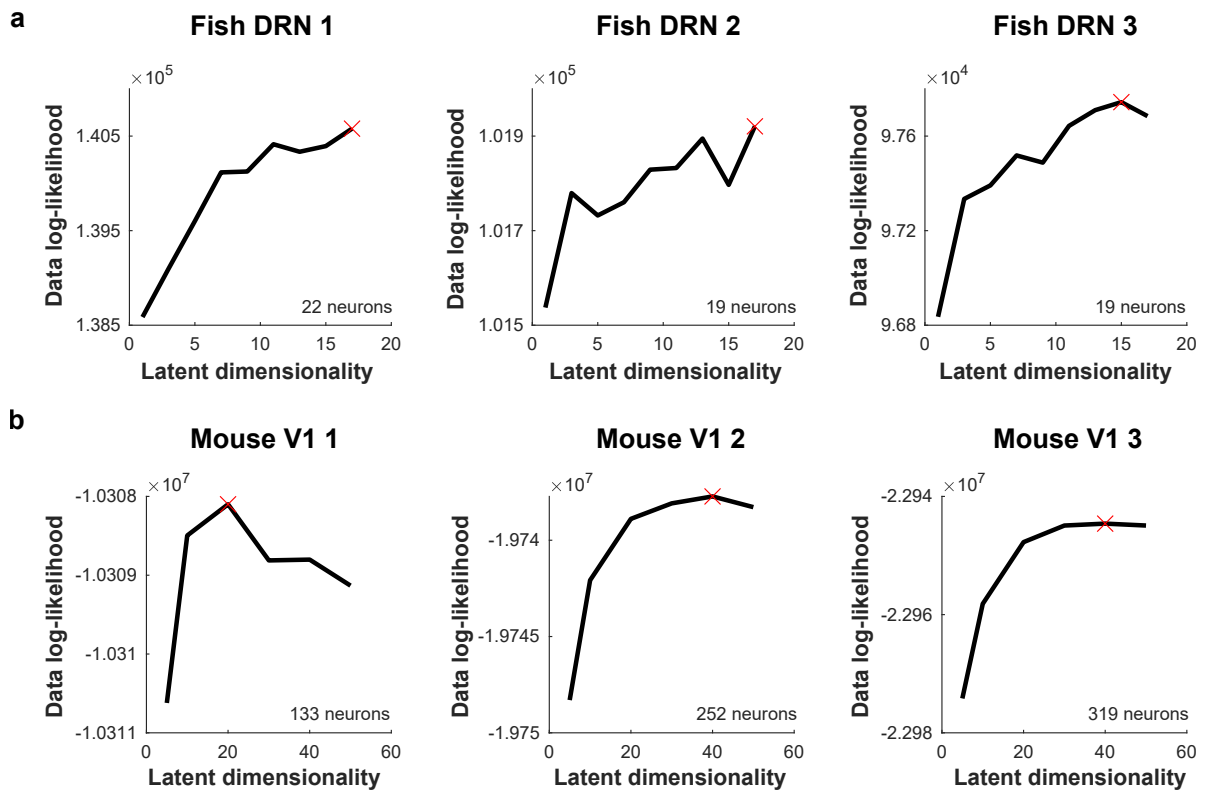 a
Fish DRN 1
Fish DRN 2
Fish DRN 3
×10^5
1.405
1.395
1.385
0 5 10 15 20
Data log-likelihood
Latent dimensionality
22 neurons
×10^5
1.019
1.017
1.015
0 5 10 15 20
Data log-likelihood
Latent dimensionality
19 neurons
×10^4
9.76
9.72
9.68
0 5 10 15 20
Data log-likelihood
Latent dimensionality
19 neurons
b
Mouse V1 1
Mouse V1 2
Mouse V1 3
×10^7
-1.0308
-1.0309
-1.031
-1.0311
0 20 40 60
Data log-likelihood
Latent dimensionality
133 neurons
×10^7
-1.974
-1.9745
-1.975
0 20 40 60
Data log-likelihood
Latent dimensionality
252 neurons
×10^7
-2.294
-2.296
-2.298
0 20 40 60
Data log-likelihood
Latent dimensionality
319 neurons